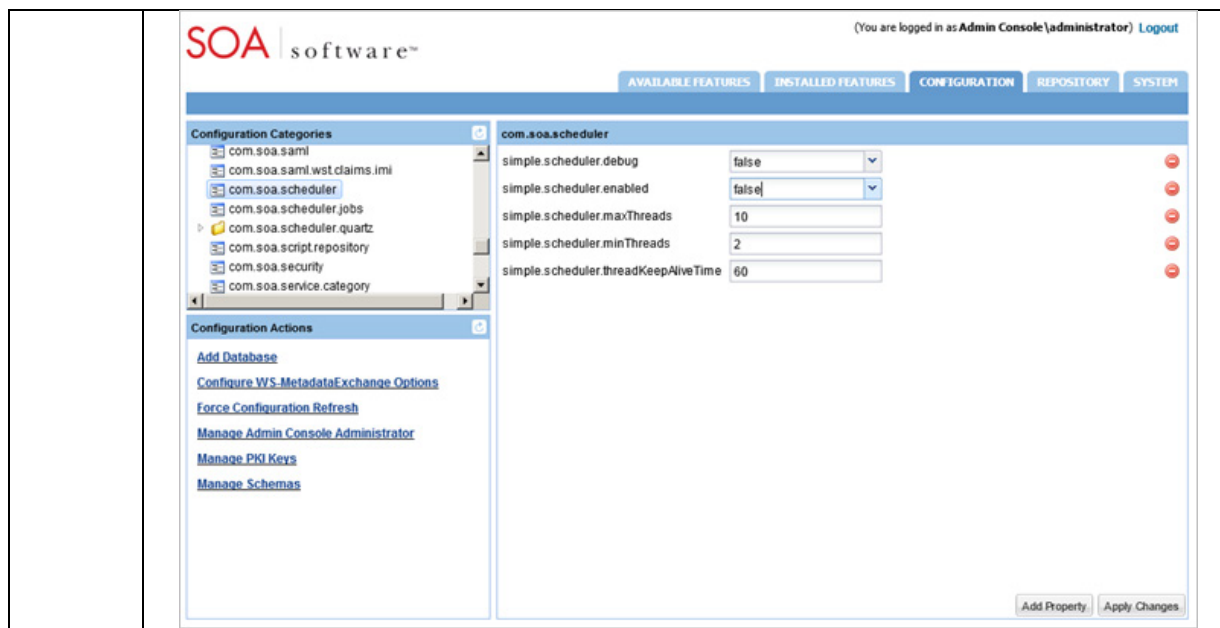 (You are logged in as Admin Console\administrator) Logout
SOA software™
AVAILABLE FEATURES INSTALLED FEATURES CONFIGURATION REPOSITORY SYSTEM
Configuration Categories
com.soa.saml
com.soa.saml.wst.claims.imi
com.soa.scheduler
com.soa.scheduler.jobs
com.soa.scheduler.quartz
com.soa.script.repository
com.soa.security
com.soa.service.category
Configuration Actions
Add Database
Configure WS-MetadataExchange Options
Force Configuration Refresh
Manage Admin Console Administrator
Manage PKI Keys
Manage Schemas
com.soa.scheduler
simple.scheduler.debug false
simple.scheduler.enabled false
simple.scheduler.maxThreads 10
simple.scheduler.minThreads 2
simple.scheduler.threadKeepAliveTime 60
Add Property Apply Changes